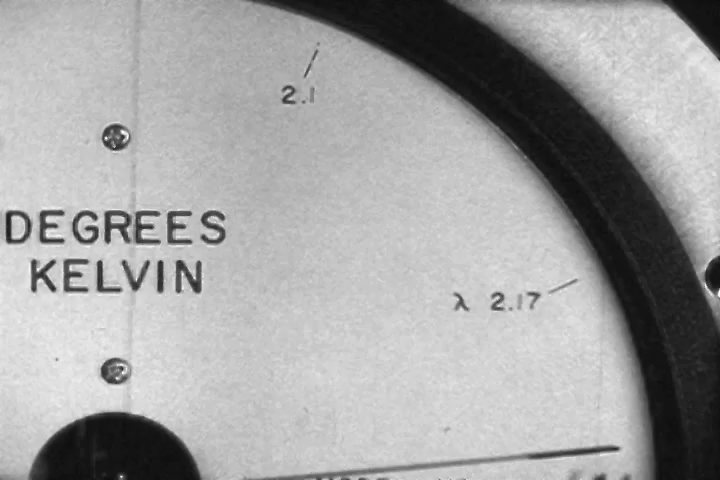 2.1
DEGREES
KELVIN
λ 2.17